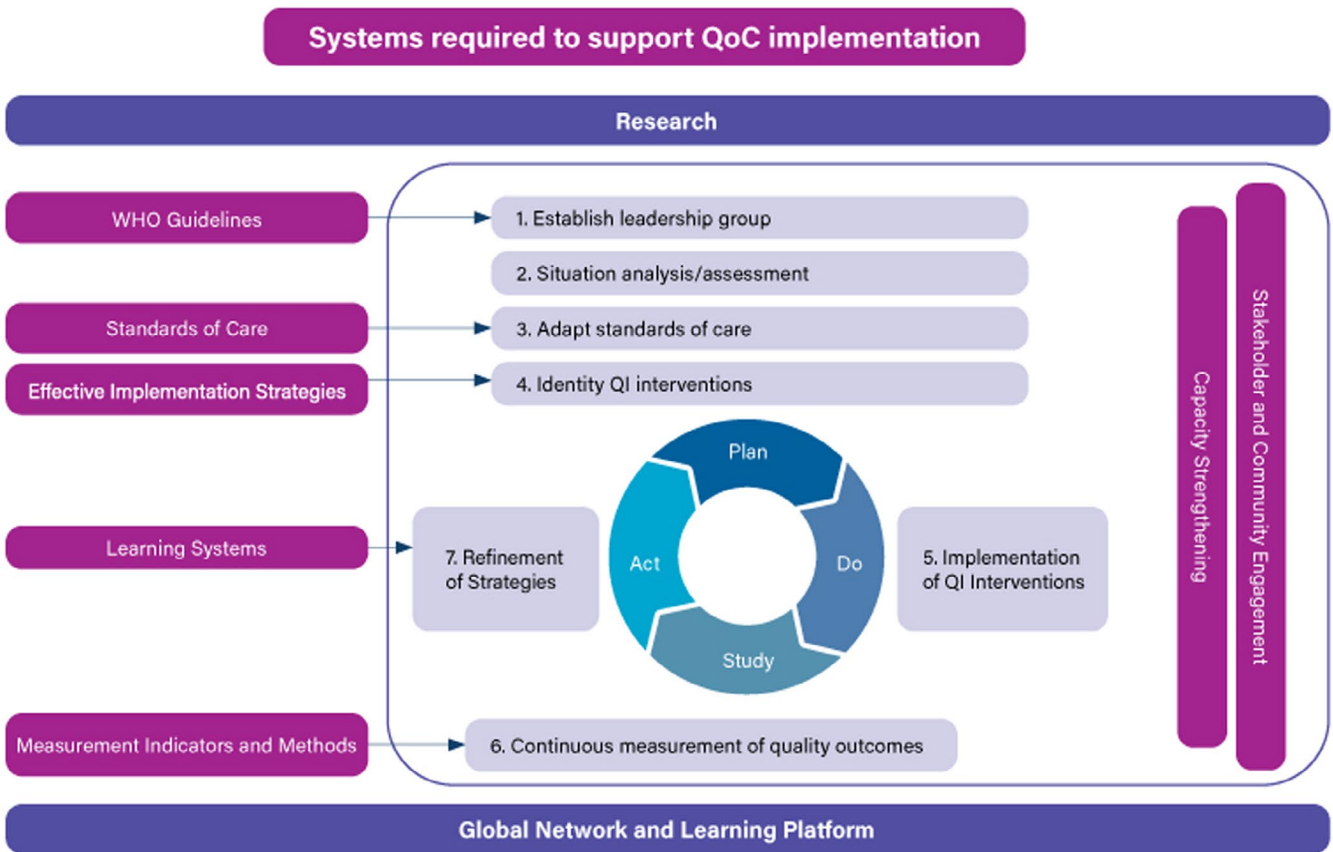 Systems required to support QoC implementation
Research
WHO Guidelines
1. Establish leadership group
2. Situation analysis/assessment
Standards of Care
3. Adapt standards of care
Effective Implementation Strategies
4. Identity QI interventions
Plan
Do
Study
Act
Learning Systems
7. Refinement
of Strategies
5. Implementation
of QI Interventions
Measurement Indicators and Methods
6. Continuous measurement of quality outcomes
Capacity Strengthening
Stakeholder and Community Engagement
Global Network and Learning Platform